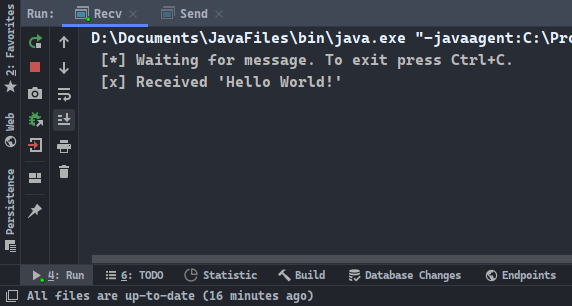 Run: Recv Send
D:\Documents\JavaFiles\bin\java.exe "-javaagent:C:\Pro
[*] Waiting for message. To exit press Ctrl+C.
[x] Received 'Hello World!'
2: Favorites
Web
Persistence
4: Run 6: TODO Statistic Build Database Changes Endpoints
All files are up-to-date (16 minutes ago)